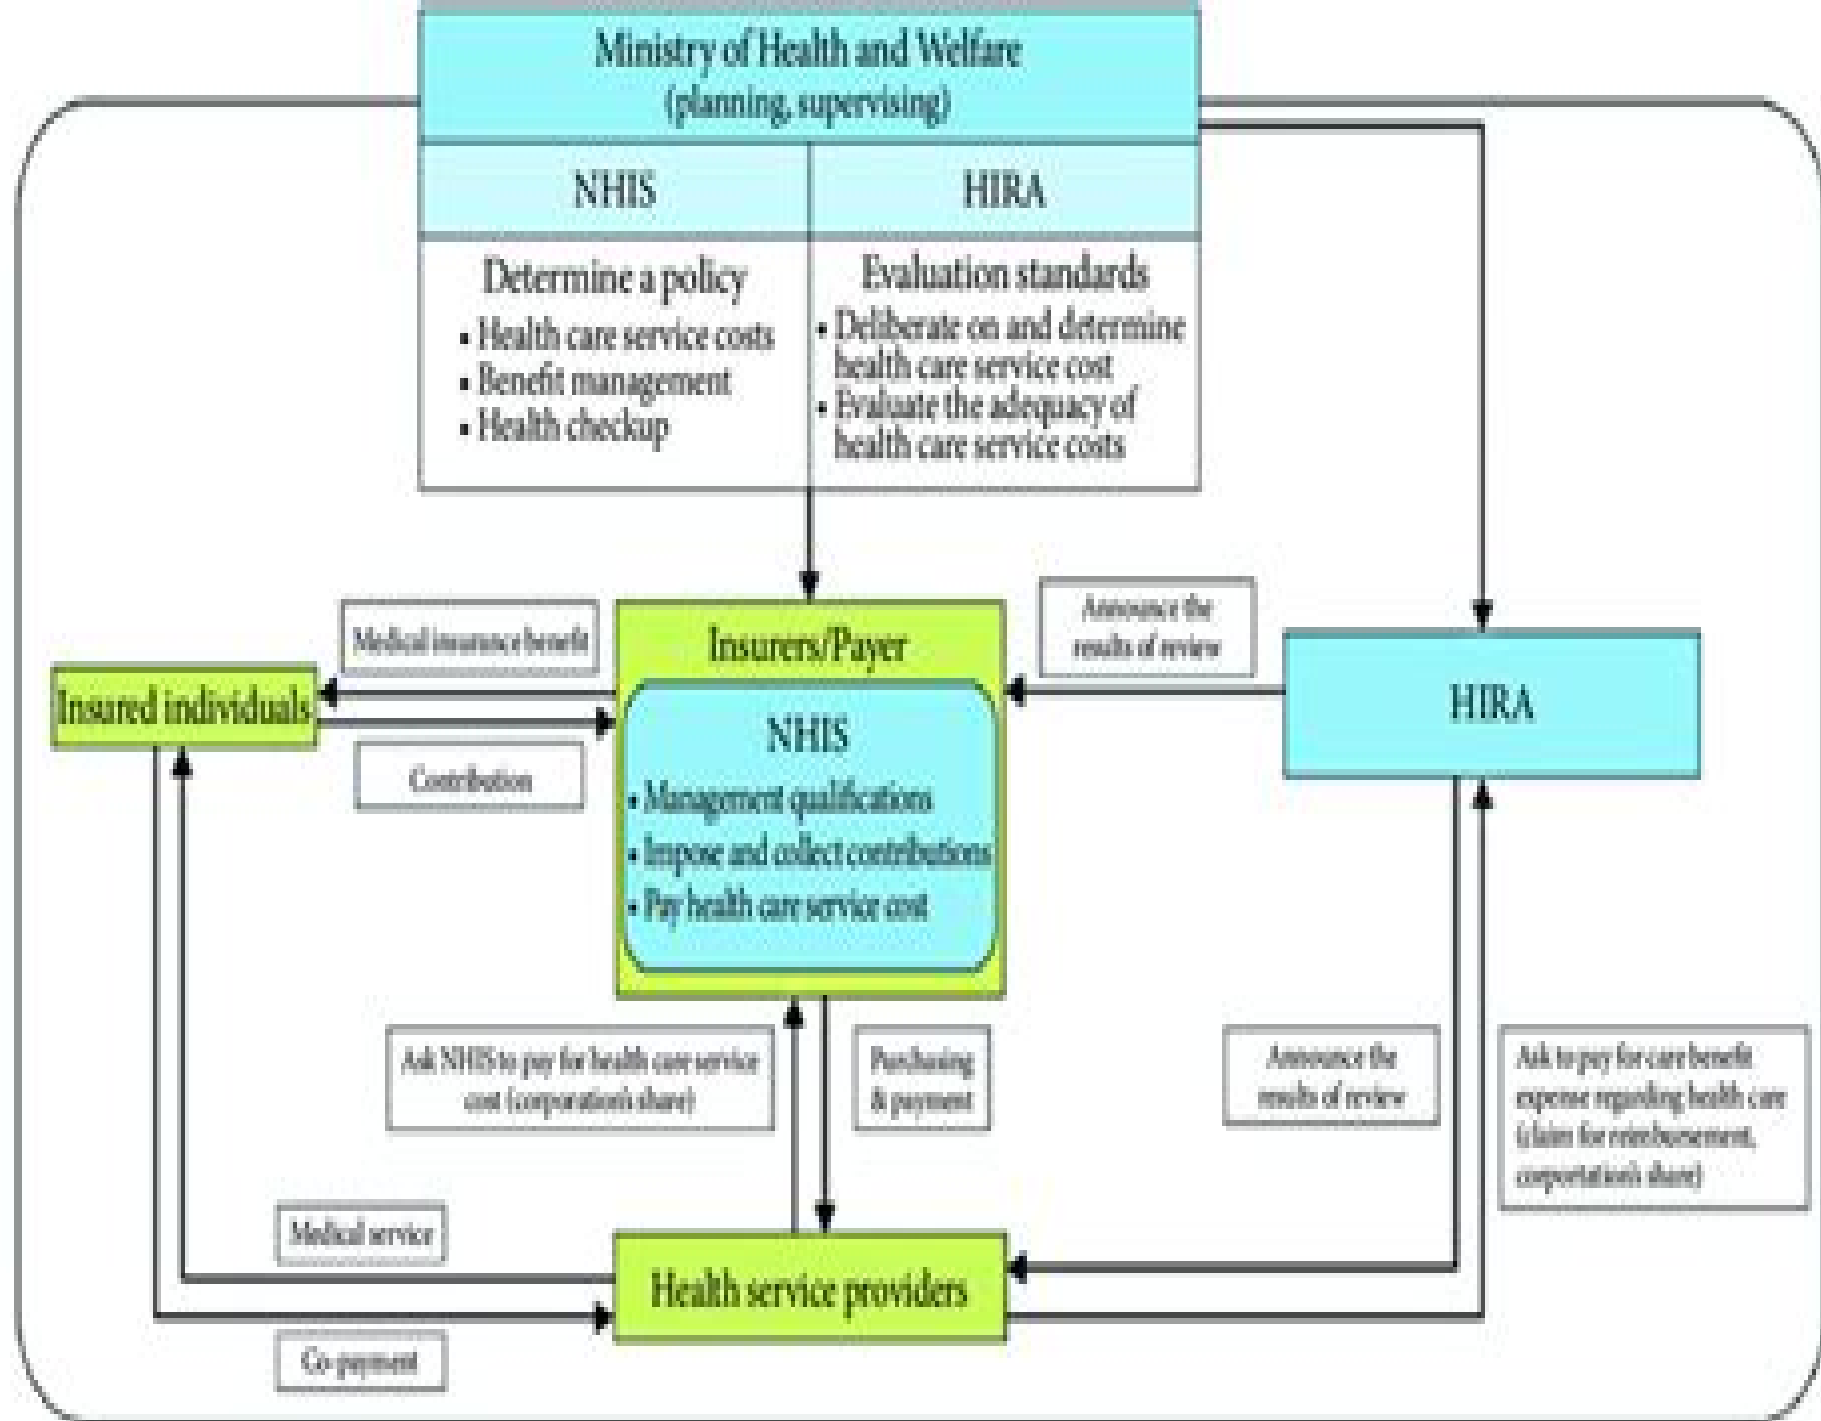 Ministry of Health and Welfare
(planning, supervising)
NHIS
HIRA
Determine a policy
▪ Health care service costs
▪ Benefit management
▪ Health checkup
Evaluation standards
▪ Deliberate on and determine
health care service cost
▪ Evaluate the adequacy of
health care service costs
Medical insurance benefit
Insurers/Payer
Announce the
results of review
Insured individuals
NHIS
HIRA
Contribution
▪ Management qualifications
▪ Impose and collect contributions
▪ Pay health care service cost
Ask NHIS to pay for health care service
cost (corporation's share)
Purchasing
& payment
Announce the
results of review
Ask to pay for care benefit
expense regarding health care
(claim for reimbursement,
corportation's share)
Medical service
Health service providers
Co-payment